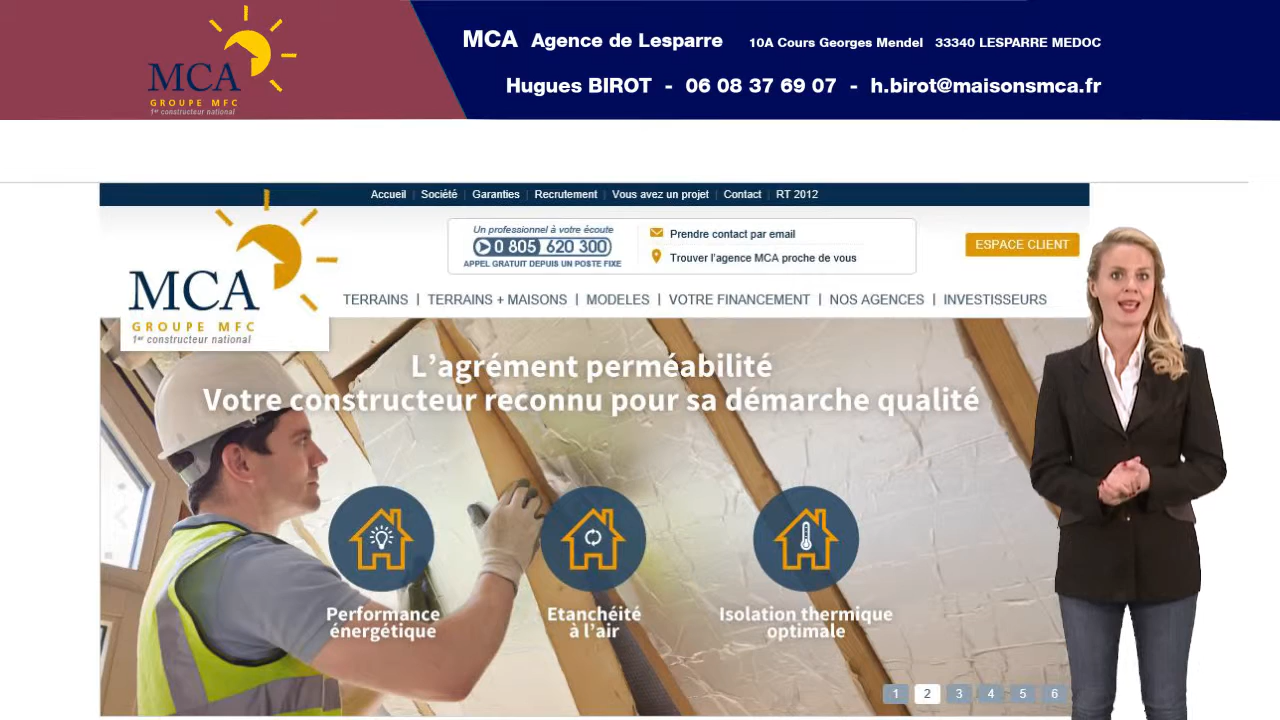 MCA
GROUPE MFC
1er constructeur national
MCA Agence de Lesparre 10A Cours Georges Mendel 33340 LESPARRE MEDOC
Hugues BIROT - 06 08 37 69 07 - h.birot@maisonsmca.fr
Accueil | Société | Garanties | Recrutement | Vous avez un projet | Contact | RT 2012
Un professionnel à votre écoute
0 805 620 300
APPEL GRATUIT DEPUIS UN POSTE FIXE
Prendre contact par email
Trouver l'agence MCA proche de vous
ESPACE CLIENT
MCA
GROUPE MFC
1er constructeur national
TERRAINS | TERRAINS + MAISONS | MODELES | VOTRE FINANCEMENT | NOS AGENCES | INVESTISSEURS
L'agrément perméabilité
Votre constructeur reconnu pour sa démarche qualité
Performance
énergétique
Etanchéité
à l'air
Isolation thermique
optimale
1 2 3 4 5 6